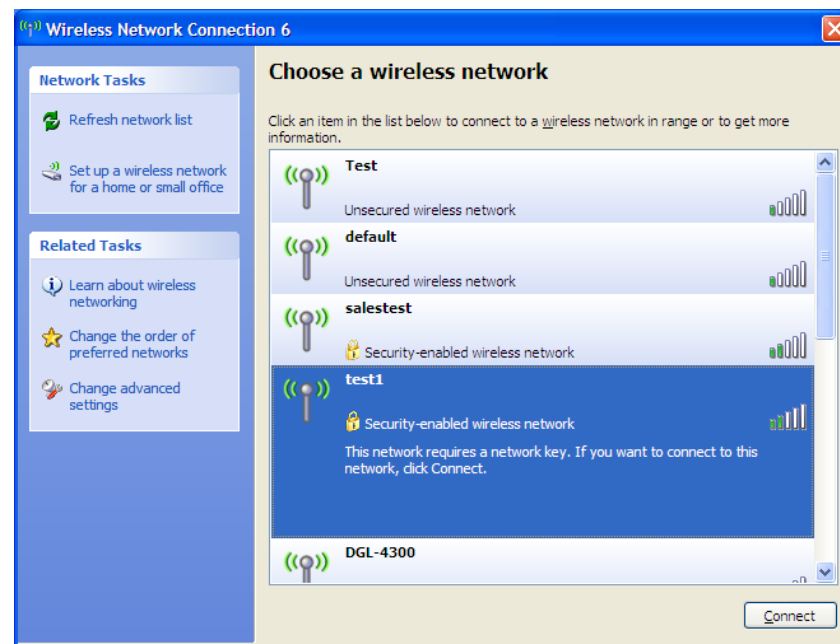 Wireless Network Connection 6
Network Tasks
Refresh network list
Set up a wireless network
for a home or small office
Related Tasks
Learn about wireless
networking
Change the order of
preferred networks
Change advanced
settings
Choose a wireless network
Click an item in the list below to connect to a wireless network in range or to get more
information.
Test
Unsecured wireless network
default
Unsecured wireless network
salestest
Security-enabled wireless network
test1
Security-enabled wireless network
This network requires a network key. If you want to connect to this
network, click Connect.
DGL-4300
Connect